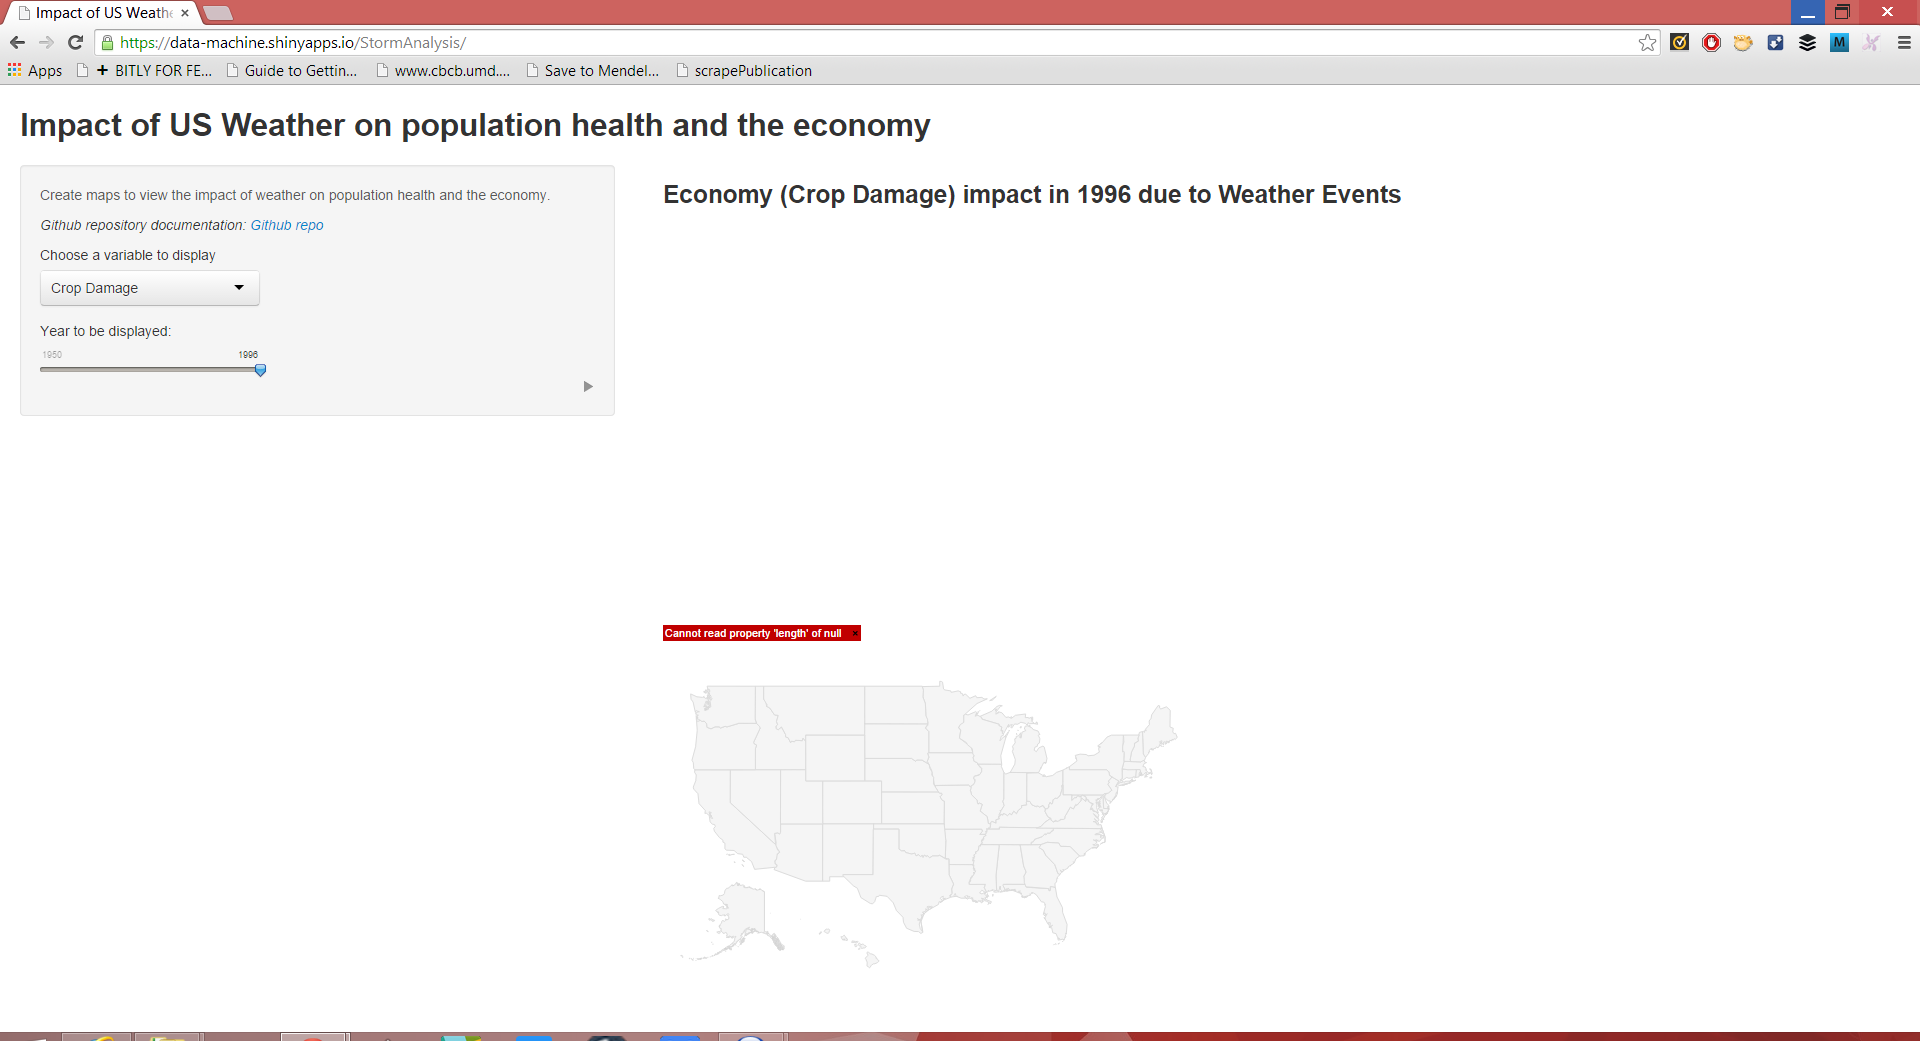 Impact of US Weathe
https://data-machine.shinyapps.io/StormAnalysis/
M
Apps
+ BITLY FOR FE...
Guide to Gettin...
www.cbcb.umd....
Save to Mendel...
scrapePublication
Impact of US Weather on population health and the economy
Create maps to view the impact of weather on population health and the economy.
Github repository documentation: Github repo
Choose a variable to display
Crop Damage
Year to be displayed:
1950
1996
Economy (Crop Damage) impact in 1996 due to Weather Events
Cannot read property 'length' of null